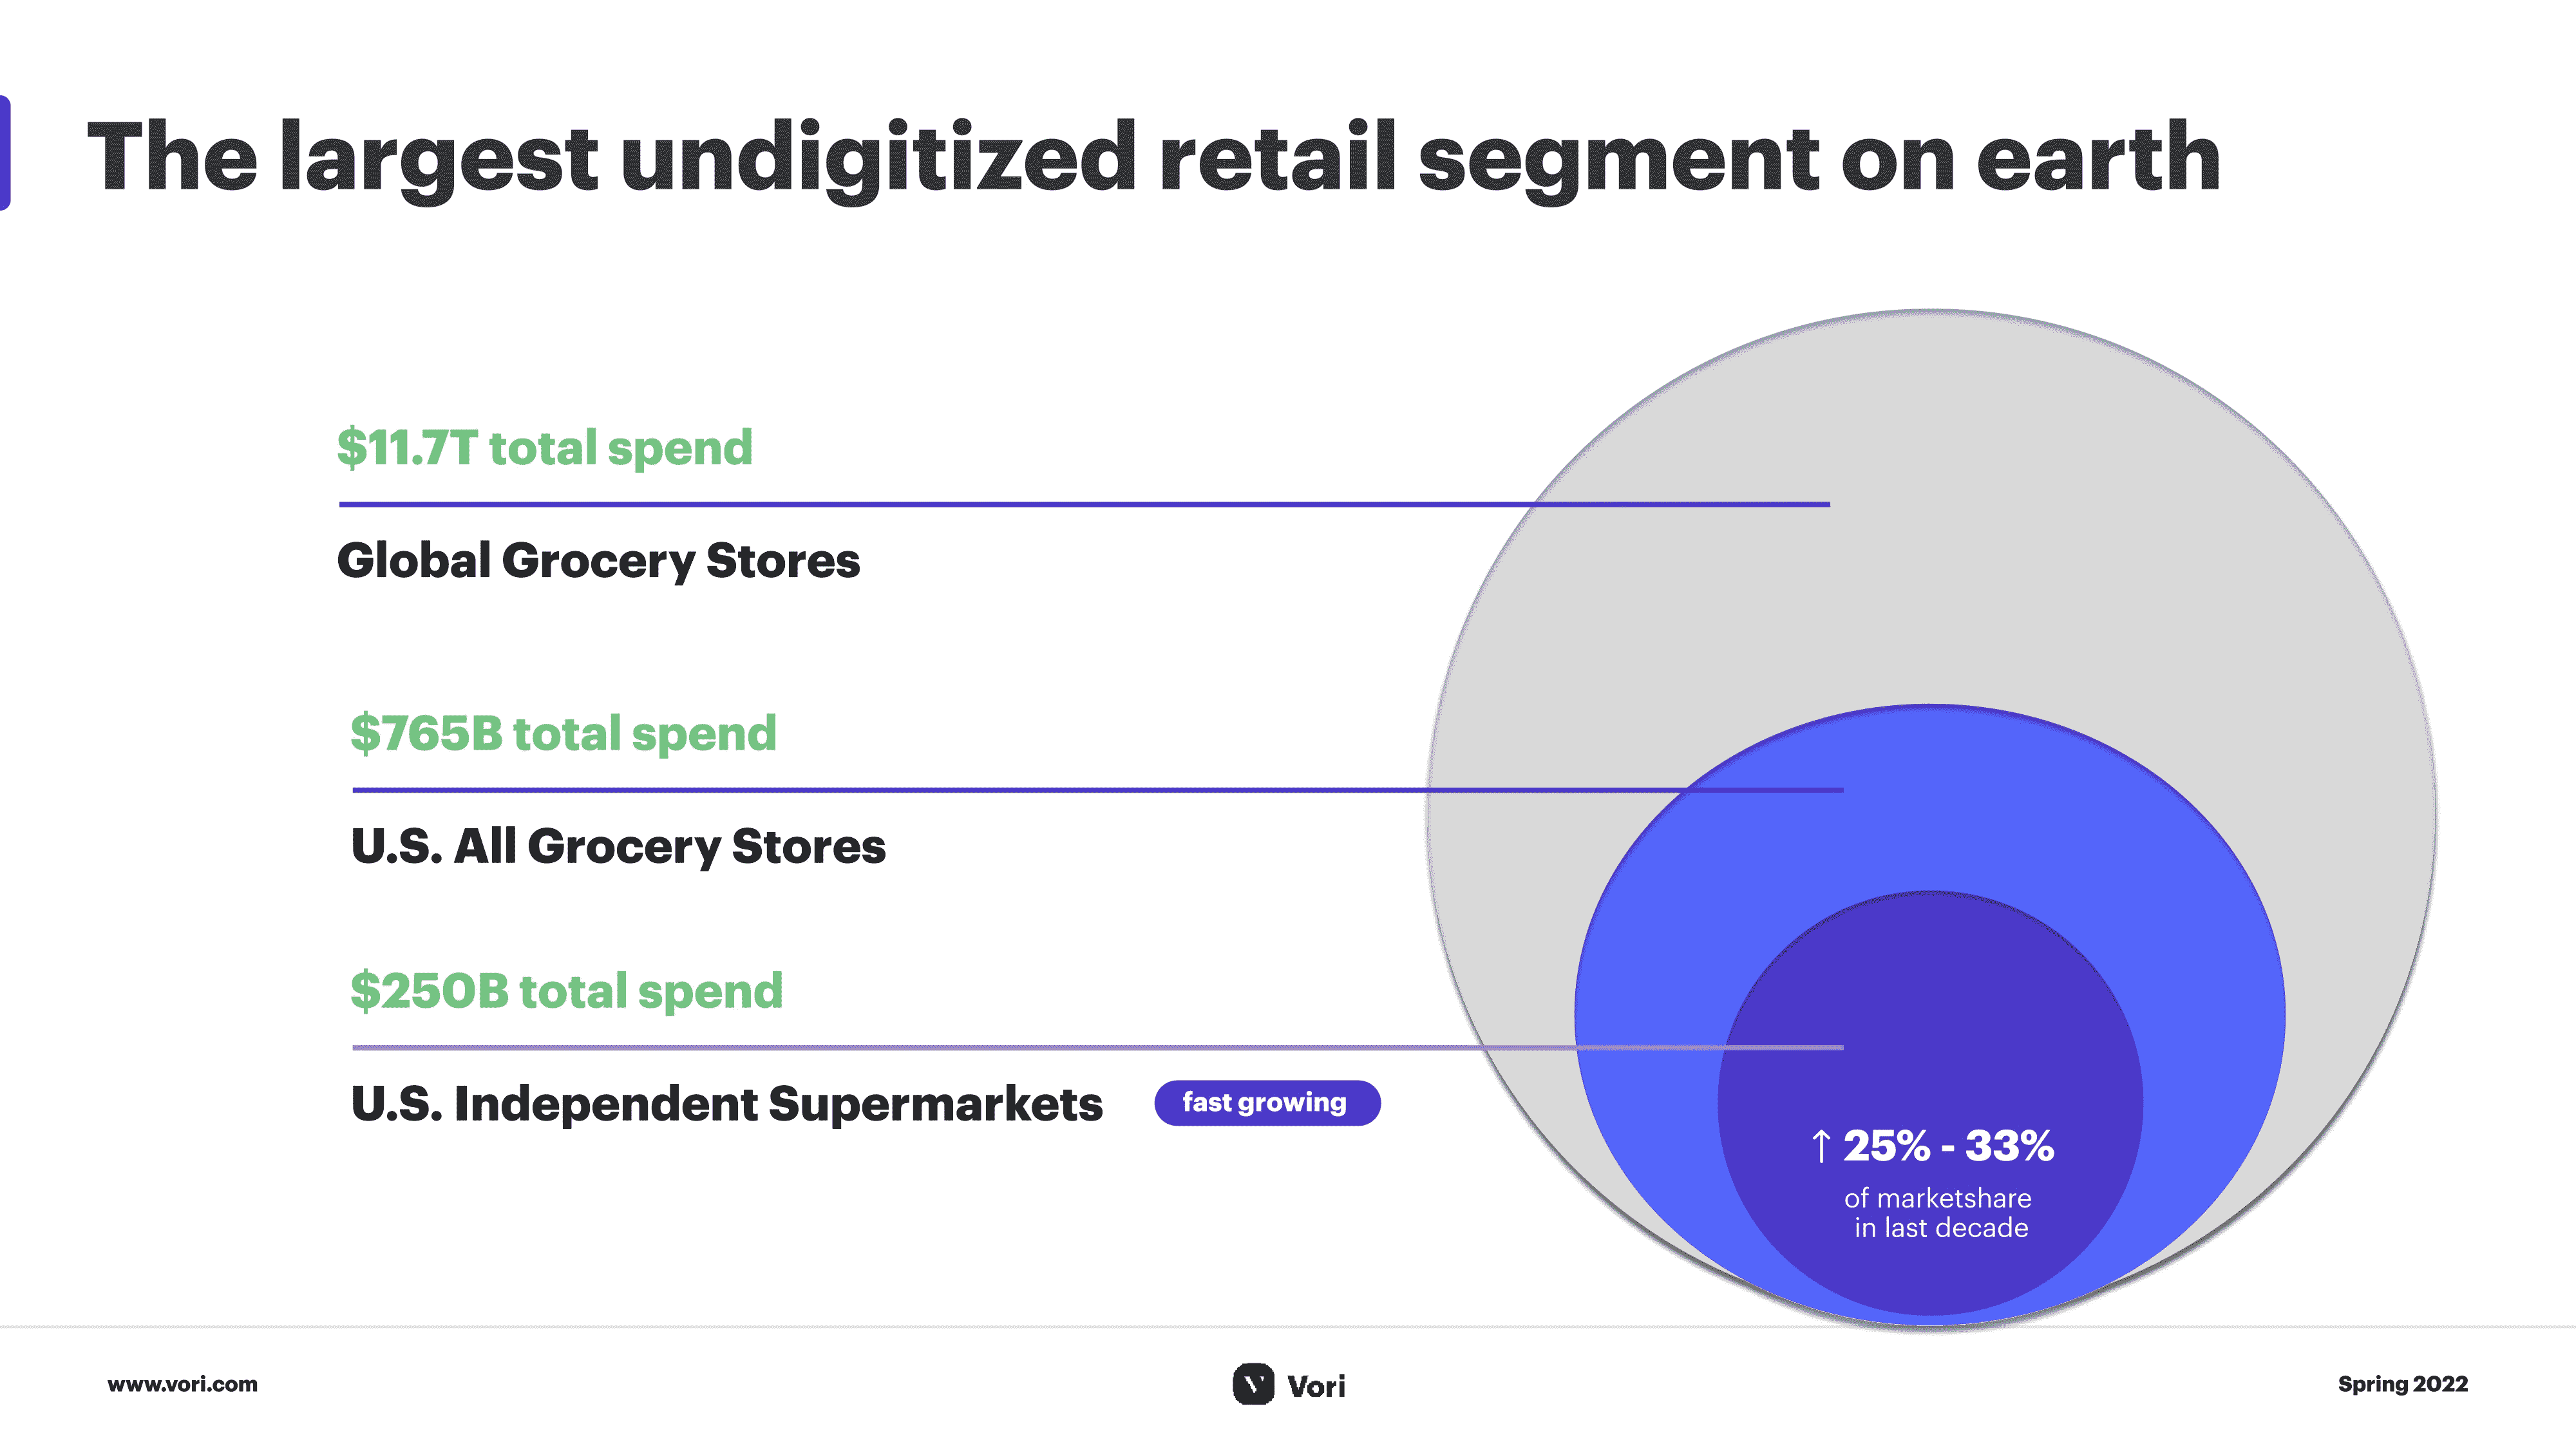 The largest undigitized retail segment on earth
$11.7T total spend
Global Grocery Stores
$765B total spend
U.S. All Grocery Stores
$250B total spend
U.S. Independent Supermarkets
fast growing
↑ 25% - 33%
of marketshare
in last decade
www.vori.com
Vori
Spring 2022